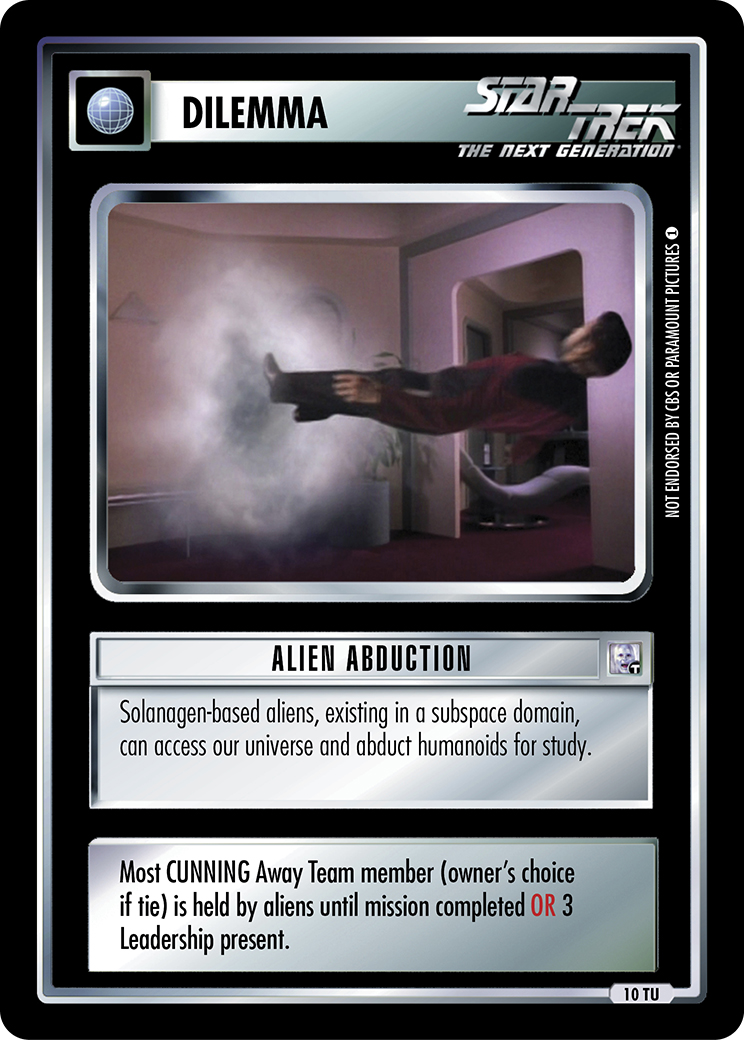 DILEMMA
STAR TREK
THE NEXT GENERATION
NOT ENDORSED BY CBS OR PARAMOUNT PICTURES 1
ALIEN ABDUCTION
T
Solanagen-based aliens, existing in a subspace domain,
can access our universe and abduct humanoids for study.
Most CUNNING Away Team member (owner's choice
if tie) is held by aliens until mission completed OR 3
Leadership present.
10 TU